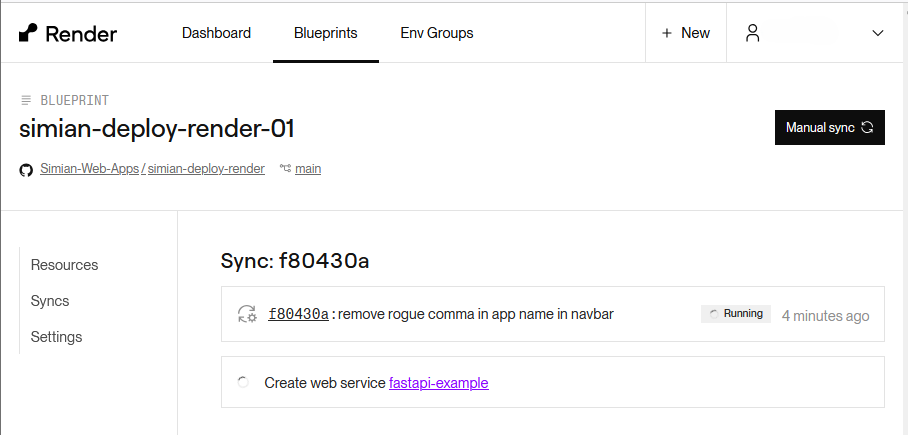 Render Dashboard Blueprints Env Groups + New
BLUEPRINT
simian-deploy-render-01
Manual sync
Simian-Web-Apps / simian-deploy-render main
Resources
Syncs
Settings
Sync: f80430a
f80430a: remove rogue comma in app name in navbar Running 4 minutes ago
Create web service fastapi-example